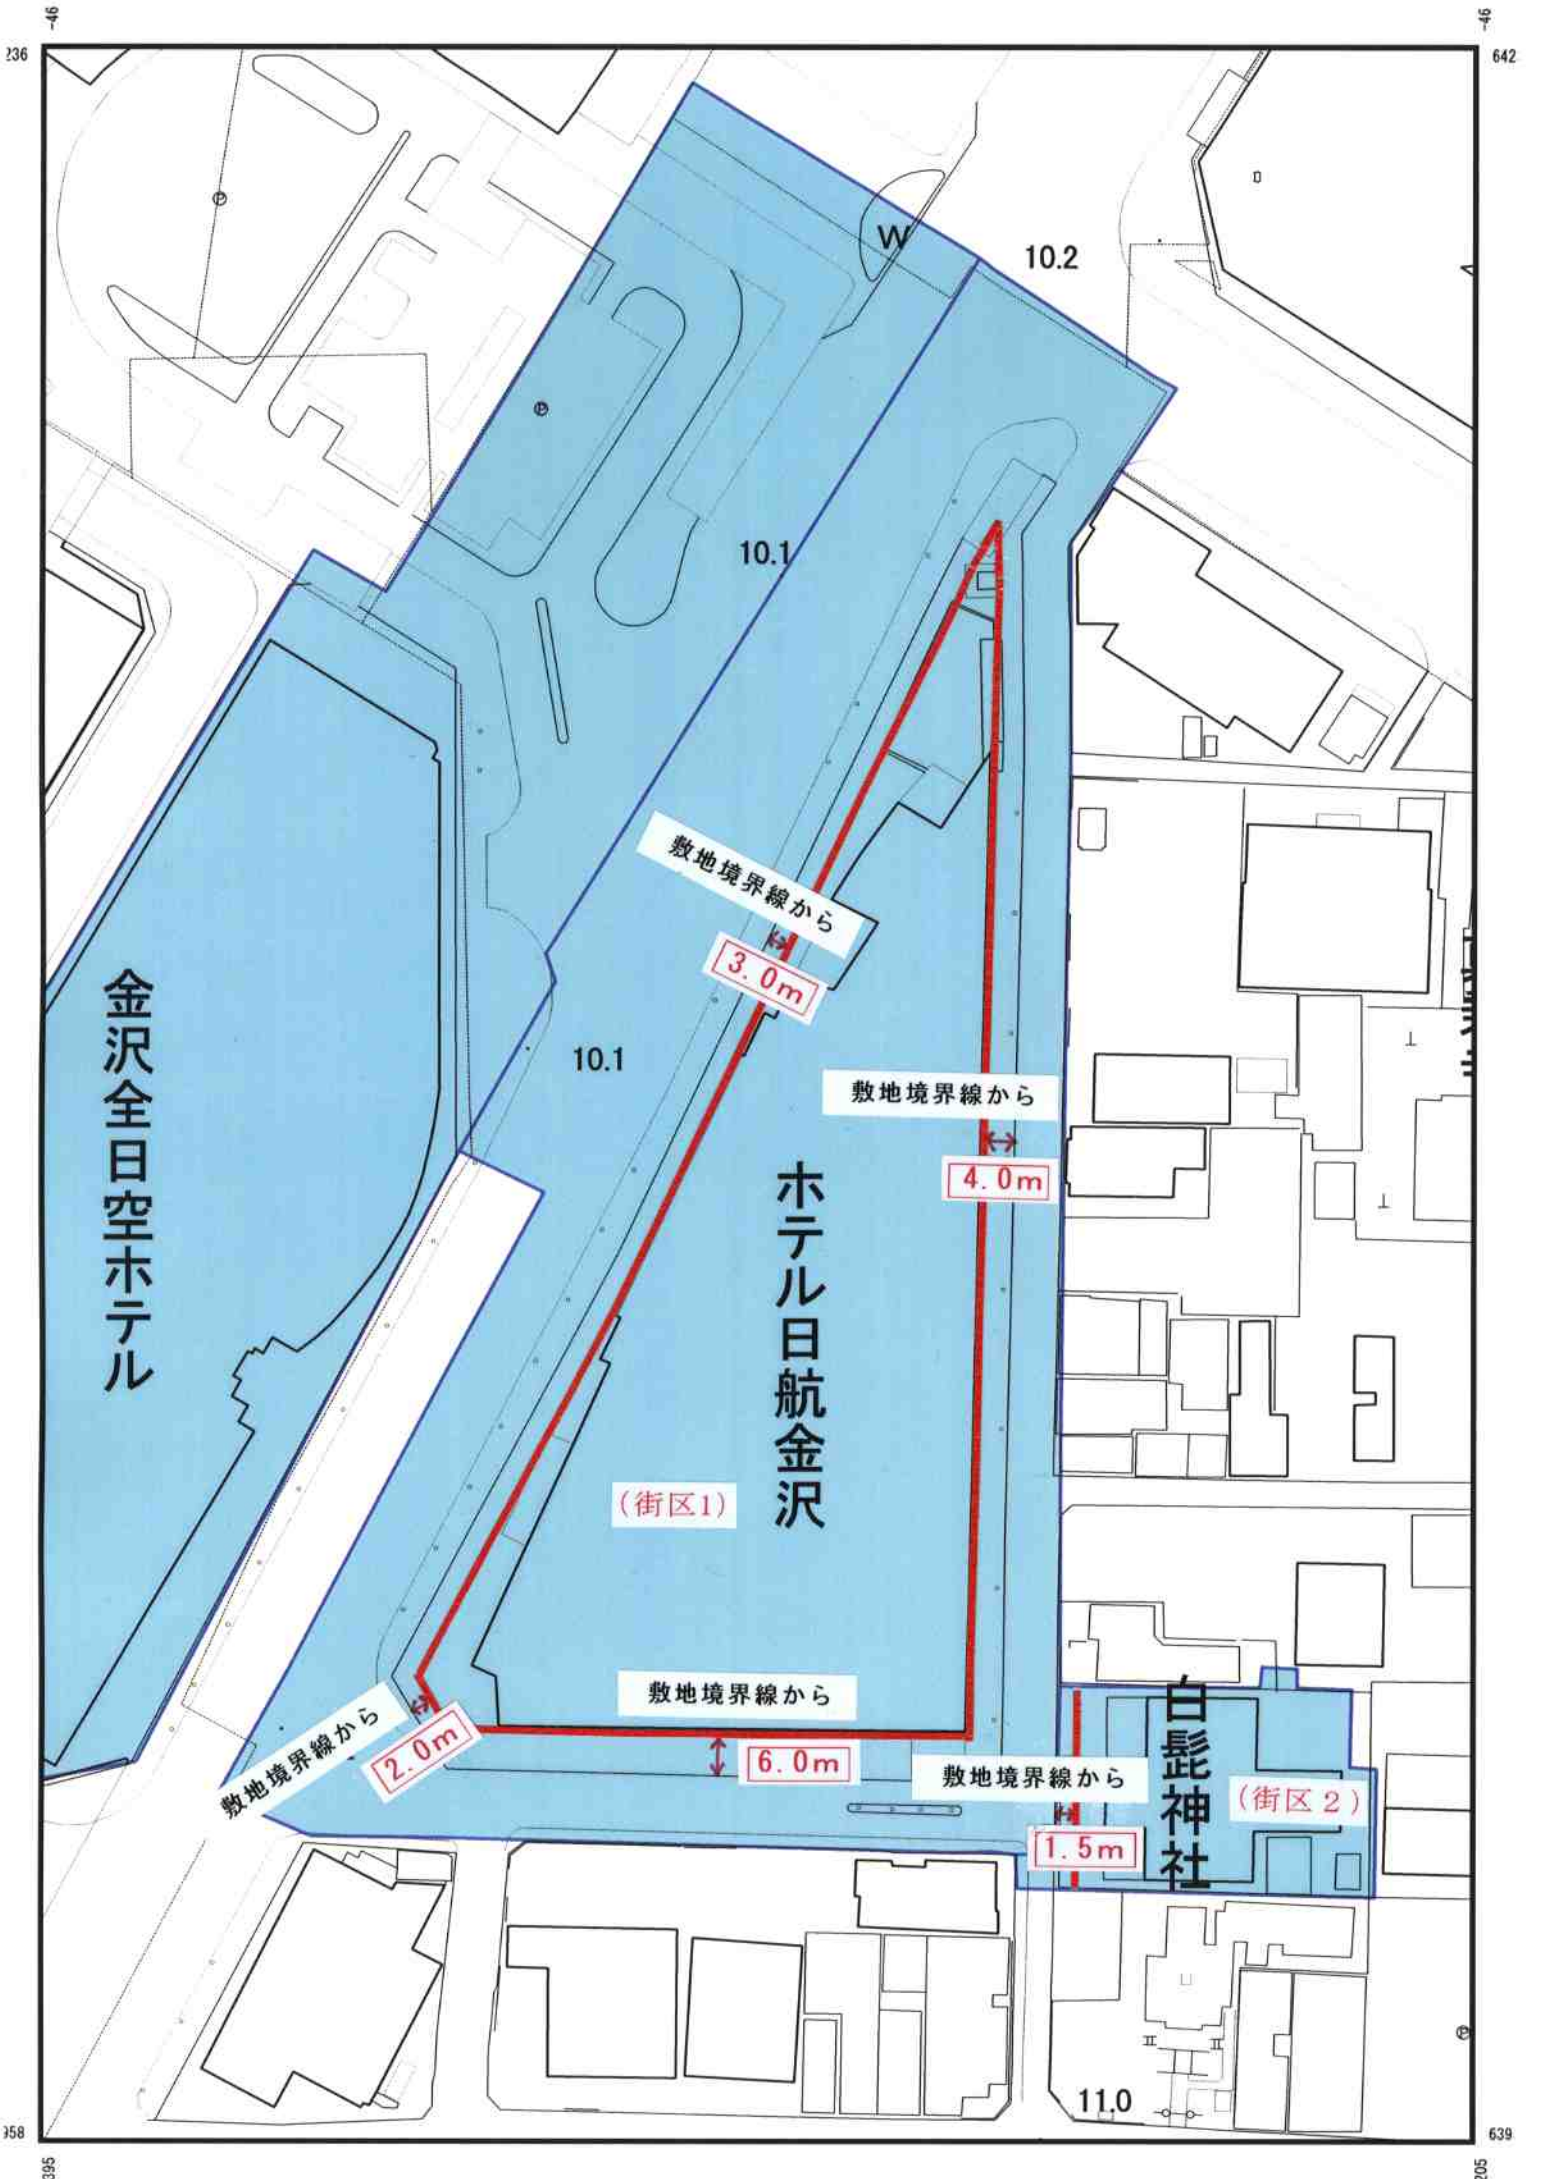 -46
-46
236
642
W
10.2
10.1
敷地境界線から
3.0m
10.1
金沢全日空ホテル
敷地境界線から
4.0m
ホテル日航金沢
(街区1)
敷地境界線から
敷地境界線から
2.0m
6.0m
敷地境界線から
1.5m
白髭神社
(街区2)
11.0
958
639
395
205